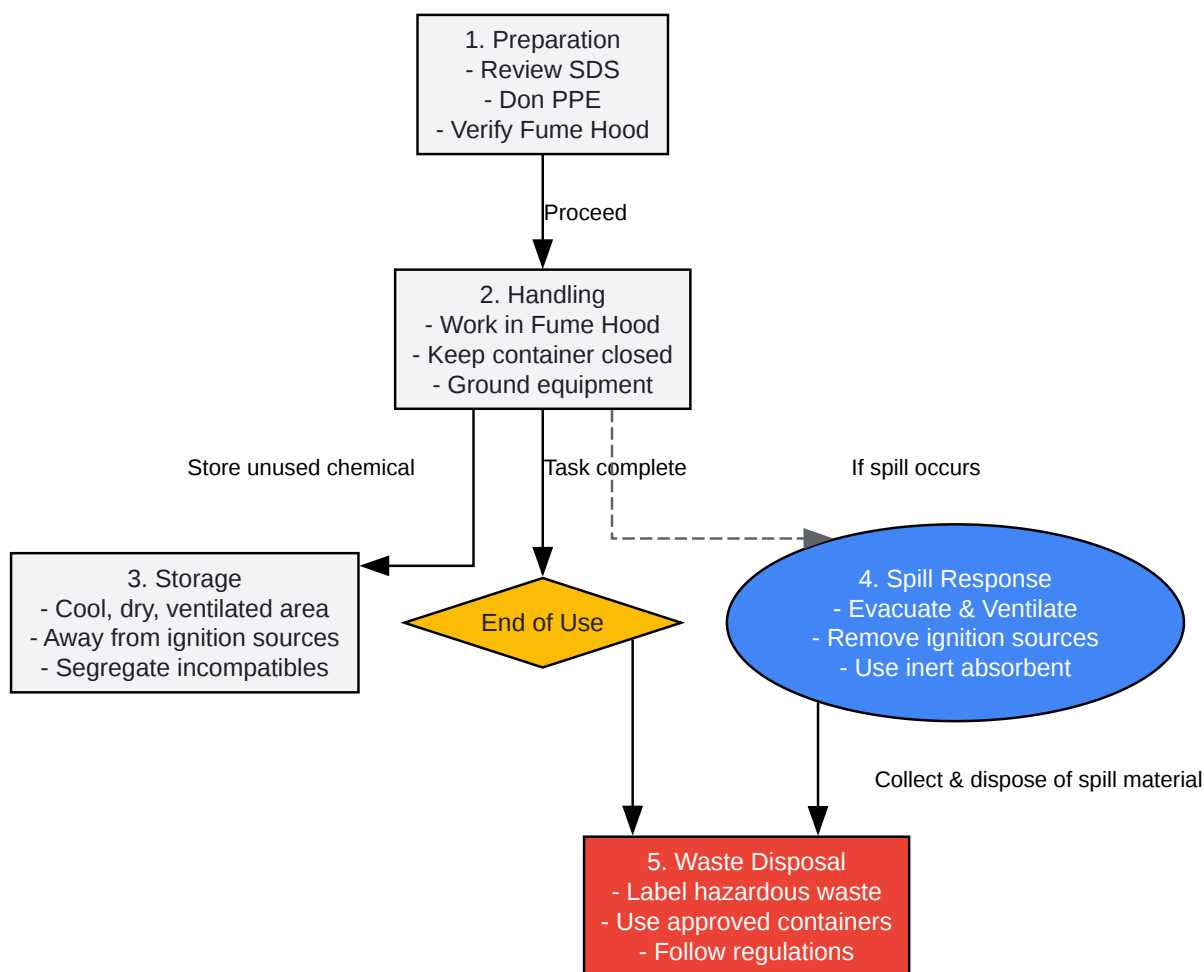 1. Preparation
- Review SDS
- Don PPE
- Verify Fume Hood
Proceed
2. Handling
- Work in Fume Hood
- Keep container closed
- Ground equipment
Store unused chemical
Task complete
If spill occurs
3. Storage
- Cool, dry, ventilated area
- Away from ignition sources
- Segregate incompatibles
End of Use
4. Spill Response
- Evacuate & Ventilate
- Remove ignition sources
- Use inert absorbent
Collect & dispose of spill material
5. Waste Disposal
- Label hazardous waste
- Use approved containers
- Follow regulations